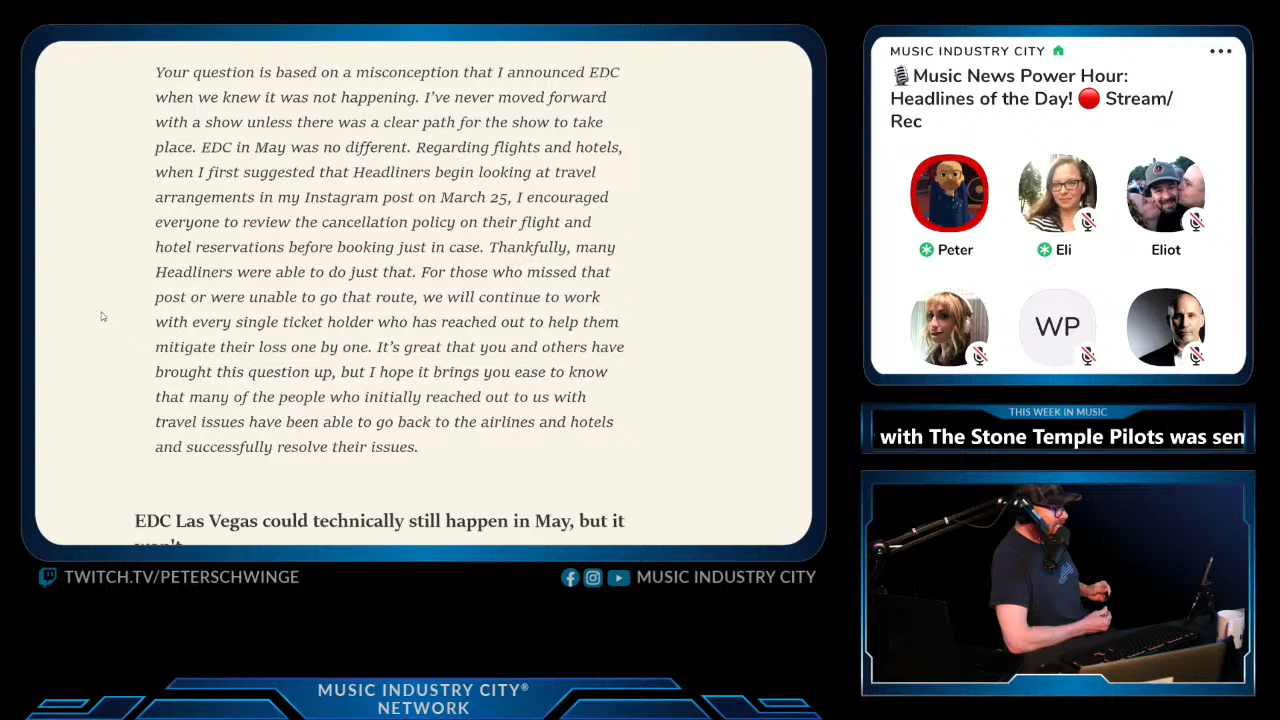 Your question is based on a misconception that I announced EDC
when we knew it was not happening. I've never moved forward
with a show unless there was a clear path for the show to take
place. EDC in May was no different. Regarding flights and hotels,
when I first suggested that Headliners begin looking at travel
arrangements in my Instagram post on March 25, I encouraged
everyone to review the cancellation policy on their flight and
hotel reservations before booking just in case. Thankfully, many
Headliners were able to do just that. For those who missed that
post or were unable to go that route, we will continue to work
with every single ticket holder who has reached out to help them
mitigate their loss one by one. It's great that you and others have
brought this question up, but I hope it brings you ease to know
that many of the people who initially reached out to us with
travel issues have been able to go back to the airlines and hotels
and successfully resolve their issues.
EDC Las Vegas could technically still happen in May, but it
TWITCH.TV/PETERSCHWINGE
MUSIC INDUSTRY CITY
MUSIC INDUSTRY CITY®
NETWORK
MUSIC INDUSTRY CITY
Music News Power Hour:
Headlines of the Day! 🔴 Stream/
Rec
Peter
Eli
Eliot
WP
THIS WEEK IN MUSIC
with The Stone Temple Pilots was sen